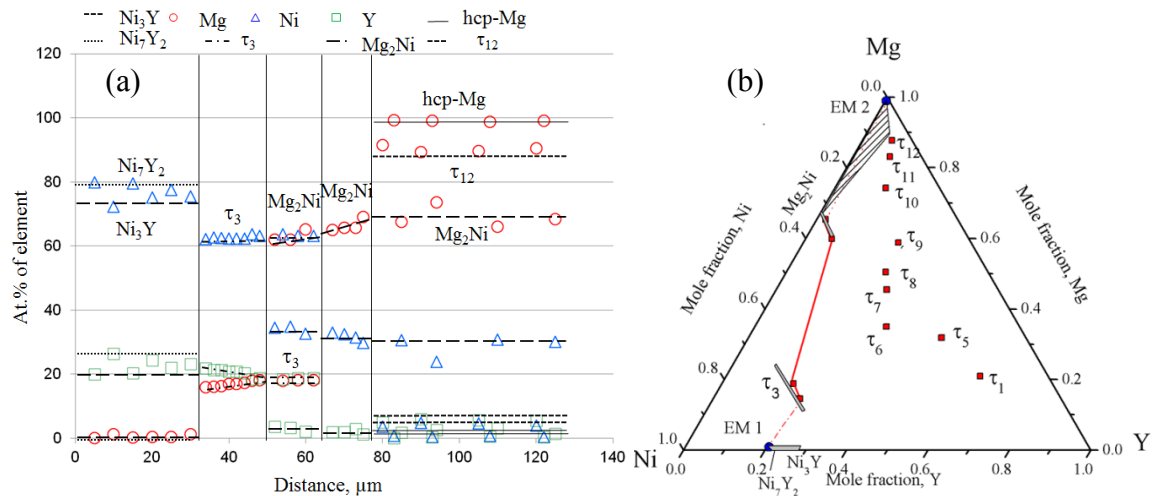 Ni₃Y Mg Ni Y hcp-Mg
Ni₇Y₂ τ₃ Mg₂Ni τ₁₂
120
100
80
60
40
20
0
At.% of element
(a)
hcp-Mg
τ₁₂
Ni₇Y₂
Ni₃Y
τ₃
Mg₂Ni
Mg₂Ni
Mg₂Ni
τ₃
0 20 40 60 80 100 120 140
Distance, µm
(b)
Mg
0.0
1.0
EM 2
τ₁₂
0.2
0.8
τ₁₁
τ₁₀
Mg₂Ni
Mole fraction, Ni
Mole fraction, Mg
0.4
0.6
τ₉
τ₈
τ₇
0.6
0.4
τ₆
τ₅
0.8
0.2
τ₃
τ₁
EM 1
1.0
0.0
Ni
Y
0.0 0.2 0.4 0.6 0.8 1.0
Ni₃Y
Ni₇Y₂
Mole fraction, Y